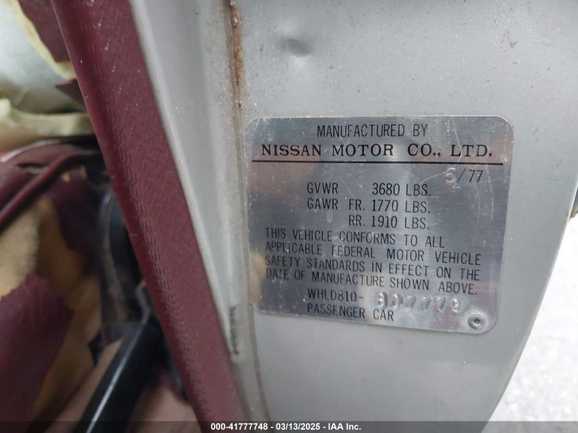 MANUFACTURED BY
NISSAN MOTOR CO., LTD.
5/77
GVWR 3680 LBS.
GAWR FR. 1770 LBS.
RR. 1910 LBS.
THIS VEHICLE CONFORMS TO ALL
APPLICABLE FEDERAL MOTOR VEHICLE
SAFETY STANDARDS IN EFFECT ON THE
DATE OF MANUFACTURE SHOWN ABOVE.
WHLD810-
PASSENGER CAR
000-41777748 — 03/13/2025 — IAA Inc.